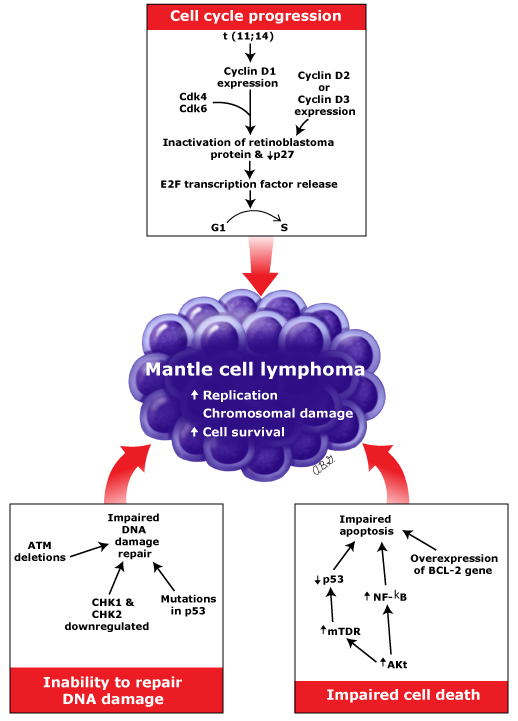 Cell cycle progression
t (11;14)
Cyclin D1
expression
Cdk4
Cdk6
Cyclin D2
or
Cyclin D3
expression
Inactivation of retinoblastoma
protein & ↓p27
E2F transcription factor release
G1
S
Mantle cell lymphoma
↑ Replication
Chromosomal damage
↑ Cell survival
Impaired
DNA
damage
repair
ATM
deletions
CHK1 &
CHK2
downregulated
Mutations
in p53
Inability to repair
DNA damage
Impaired
apoptosis
Overexpression
of BCL-2 gene
↓p53
↑NF-kB
↑mTDR
↑AKt
Impaired cell death